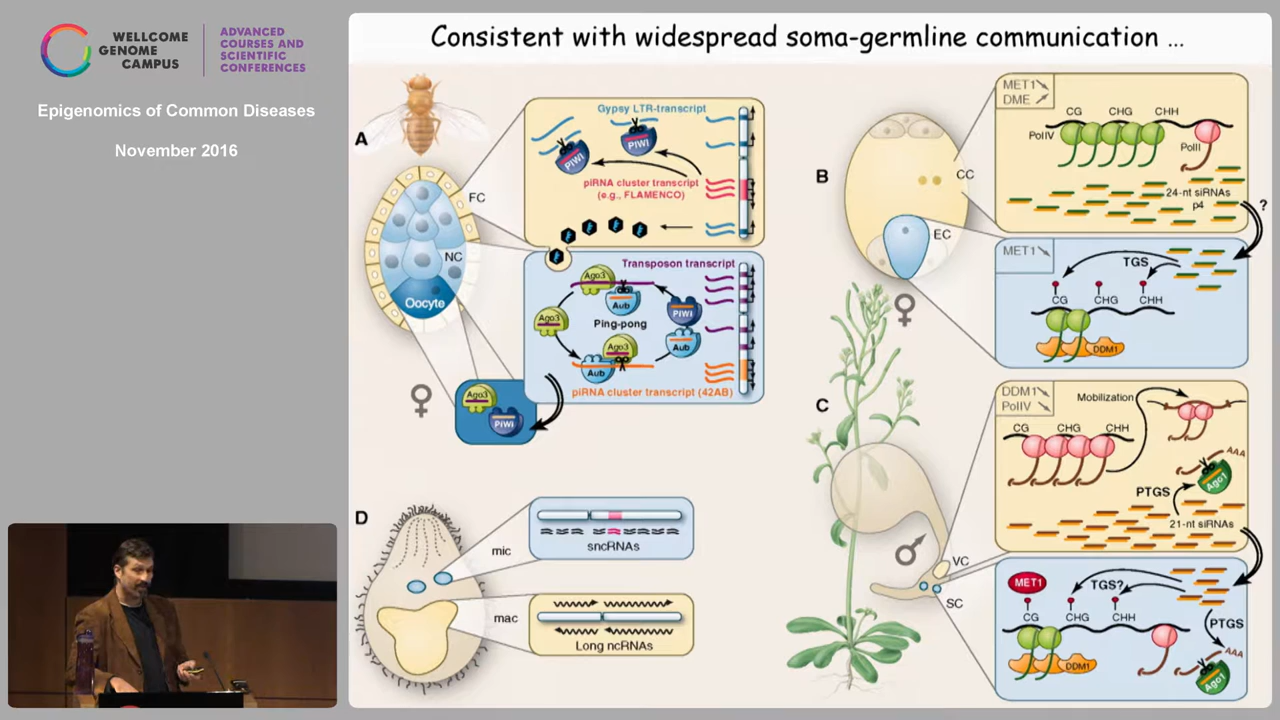 WELLCOME
GENOME
CAMPUS
ADVANCED
COURSES AND
SCIENTIFIC
CONFERENCES
Epigenomics of Common Diseases
November 2016
Consistent with widespread soma-germline communication ...
A
FC
NC
Oocyte
Gypsy LTR-transcript
PIWI
PIWI
piRNA cluster transcript
(e.g., FLAMENCO)
Transposon transcript
Ago3
Aub
Ago3
Ping-pong
PIWI
Aub
Ago3
Aub
piRNA cluster transcript (42AB)
Ago3
PIWI
B
CC
EC
MET1
DME
CG CHG CHH
PolIV
PolII
24-nt siRNAs
p4
?
MET1
TGS
CG CHG CHH
DDM1
C
VC
SC
DDM1
PolIV
Mobilization
CG CHG CHH
AAA
Ago1
PTGS
21-nt siRNAs
MET1
TGS?
CG CHG CHH
PTGS
AAA
DDM1
Ago1
D
mic
sncRNAs
mac
Long ncRNAs